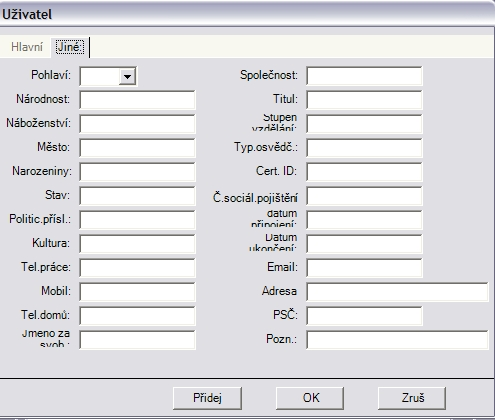 Uživatel
Hlavní Jiné:
Pohlaví: Společnost:
Národnost: Titul:
Náboženství: Stupeň vzdělání:
Město: Typ.osvědč.:
Narozeniny: Cert. ID:
Stav: Č.sociál.pojištění
Politic.přísl.: datum připojení:
Kultura: Datum ukončení:
Tel.práce: Email:
Mobil: Adresa
Tel.domů: PSČ:
Jmeno za svob.: Pozn.:
Přidej OK Zruš